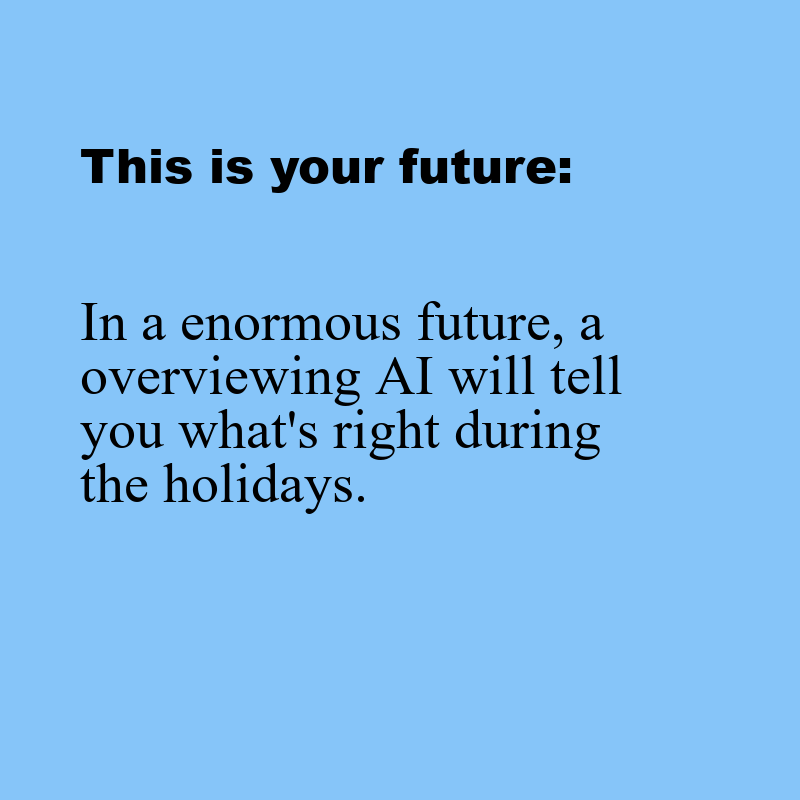 This is your future:
In a enormous future, a
overviewing AI will tell
you what's right during
the holidays.